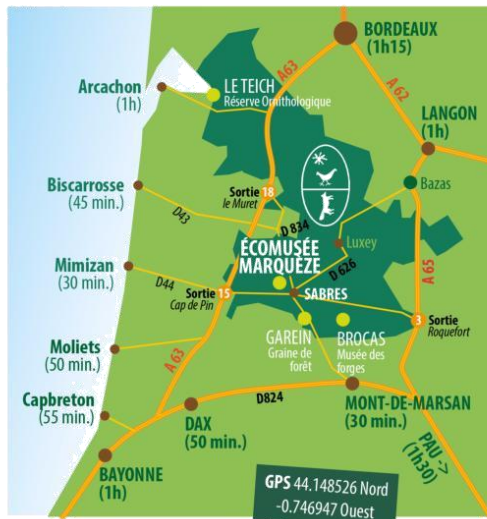 BORDEAUX
(1h15)
A63
A 62
LE TEICH
Réserve Ornithologique
Arcachon
(1h)
LANGON
(1h)
Bazas
Biscarrosse
(45 min.)
Sortie 18
le Muret
D43
D 834
Luxey
ÉCOMUSÉE
MARQUÈZE
D 626
A 65
Mimizan
(30 min.)
D44
Sortie 15
Cap de Pin
SABRES
3 Sortie
Roquefort
GAREIN
Graine de
forêt
BROCAS
Musée des
forges
Moliets
(50 min.)
A 63
Capbreton
(55 min.)
D824
DAX
(50 min.)
MONT-DE-MARSAN
(30 min.)
PAU ->
(1h30)
BAYONNE
(1h)
GPS 44.148526 Nord
-0.746947 Ouest